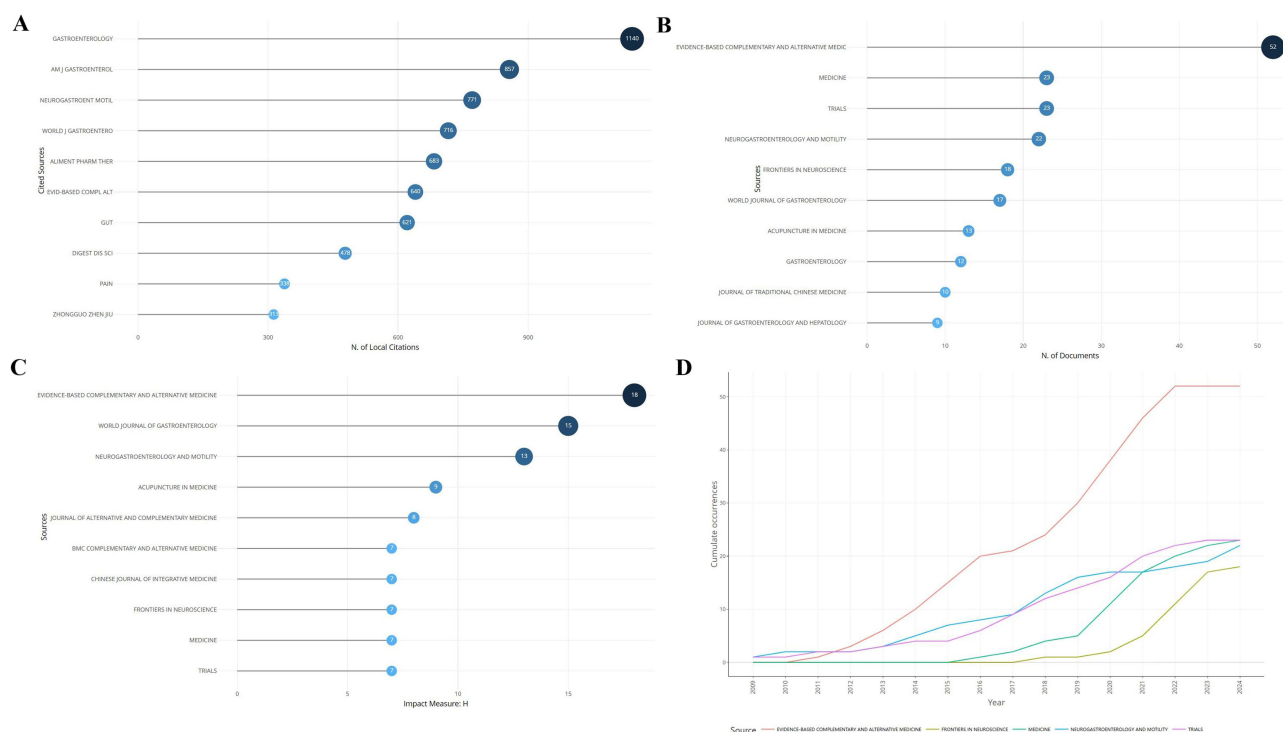 A
GASTROENTEROLOGY
1140
AM J GASTROENTEROL
857
NEUROGASTROENT MOTIL
771
WORLD J GASTROENTERO
716
ALIMENT PHARM THER
683
EVID-BASED COMPL ALT
640
GUT
621
DIGEST DIS SCI
478
PAIN
ZHONGGUO ZHEN JIU
Cited Sources
0 300 600 900
N. of Local Citations
B
EVIDENCE-BASED COMPLEMENTARY AND ALTERNATIVE MEDIC
52
MEDICINE
23
TRIALS
23
NEUROGASTROENTEROLOGY AND MOTILITY
22
FRONTIERS IN NEUROSCIENCE
18
WORLD JOURNAL OF GASTROENTEROLOGY
17
ACUPUNCTURE IN MEDICINE
13
GASTROENTEROLOGY
12
JOURNAL OF TRADITIONAL CHINESE MEDICINE
10
JOURNAL OF GASTROENTEROLOGY AND HEPATOLOGY
9
Sources
0 10 20 30 40 50
N. of Documents
C
EVIDENCE-BASED COMPLEMENTARY AND ALTERNATIVE MEDICINE
18
WORLD JOURNAL OF GASTROENTEROLOGY
15
NEUROGASTROENTEROLOGY AND MOTILITY
13
ACUPUNCTURE IN MEDICINE
9
JOURNAL OF ALTERNATIVE AND COMPLEMENTARY MEDICINE
8
BMC COMPLEMENTARY AND ALTERNATIVE MEDICINE
7
CHINESE JOURNAL OF INTEGRATIVE MEDICINE
7
FRONTIERS IN NEUROSCIENCE
7
MEDICINE
7
TRIALS
7
Sources
0 5 10 15
Impact Measure: H
D
50
40
30
20
10
0
Cumulate occurrences
2009 2010 2011 2012 2013 2014 2015 2016 2017 2018 2019 2020 2021 2022 2023 2024
Year
Source EVIDENCE-BASED COMPLEMENTARY AND ALTERNATIVE MEDICINE FRONTIERS IN NEUROSCIENCE MEDICINE NEUROGASTROENTEROLOGY AND MOTILITY TRIALS